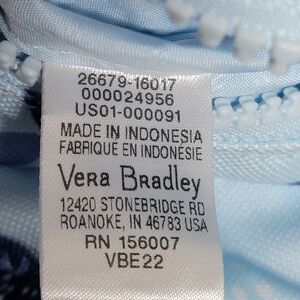 26679-16017
000024956
US01-000091
MADE IN INDONESIA
FABRIQUE EN INDONESIE
Vera Bradley
12420 STONEBRIDGE RD
ROANOKE, IN 46783 USA
RN 156007
VBE22